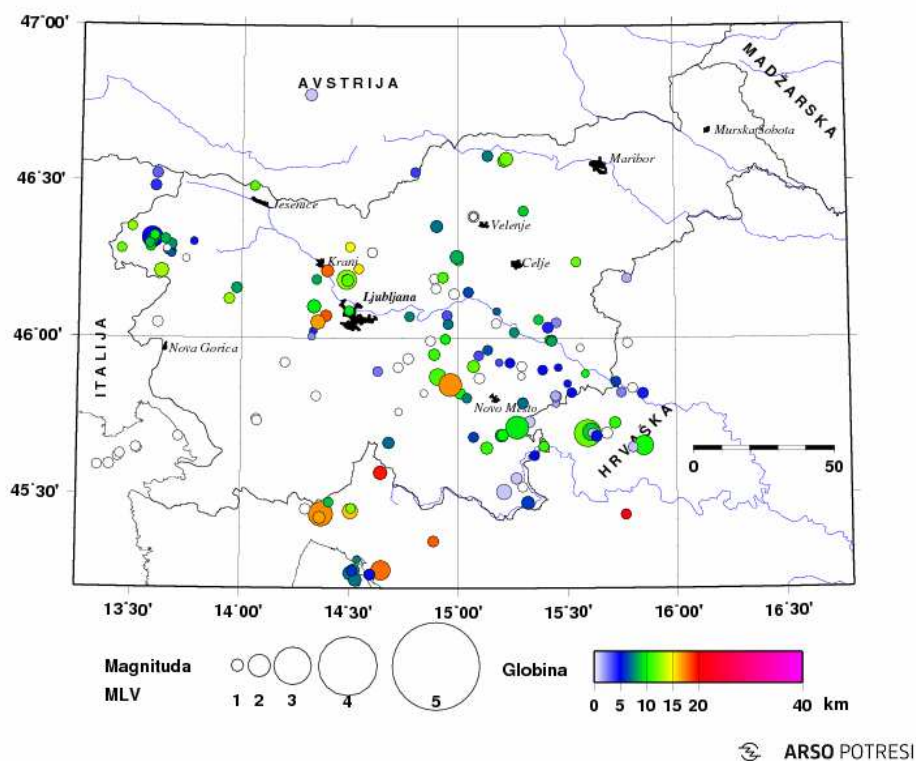 47°00'
AVSTRIJA
MADŽARSKA
Murska Sobota
Maribor
46°30'
Jesenice
Velenje
Kranj
Celje
Ljubljana
46°00'
ITALIJA
Nova Gorica
Novo Mesto
HRVAŠKA
0 50
45°30'
13°30' 14°00' 14°30' 15°00' 15°30' 16°00' 16°30'
Magnituda
MLV
1 2 3 4 5
Globina
0 5 10 15 20 40 km
ARSO POTRESI